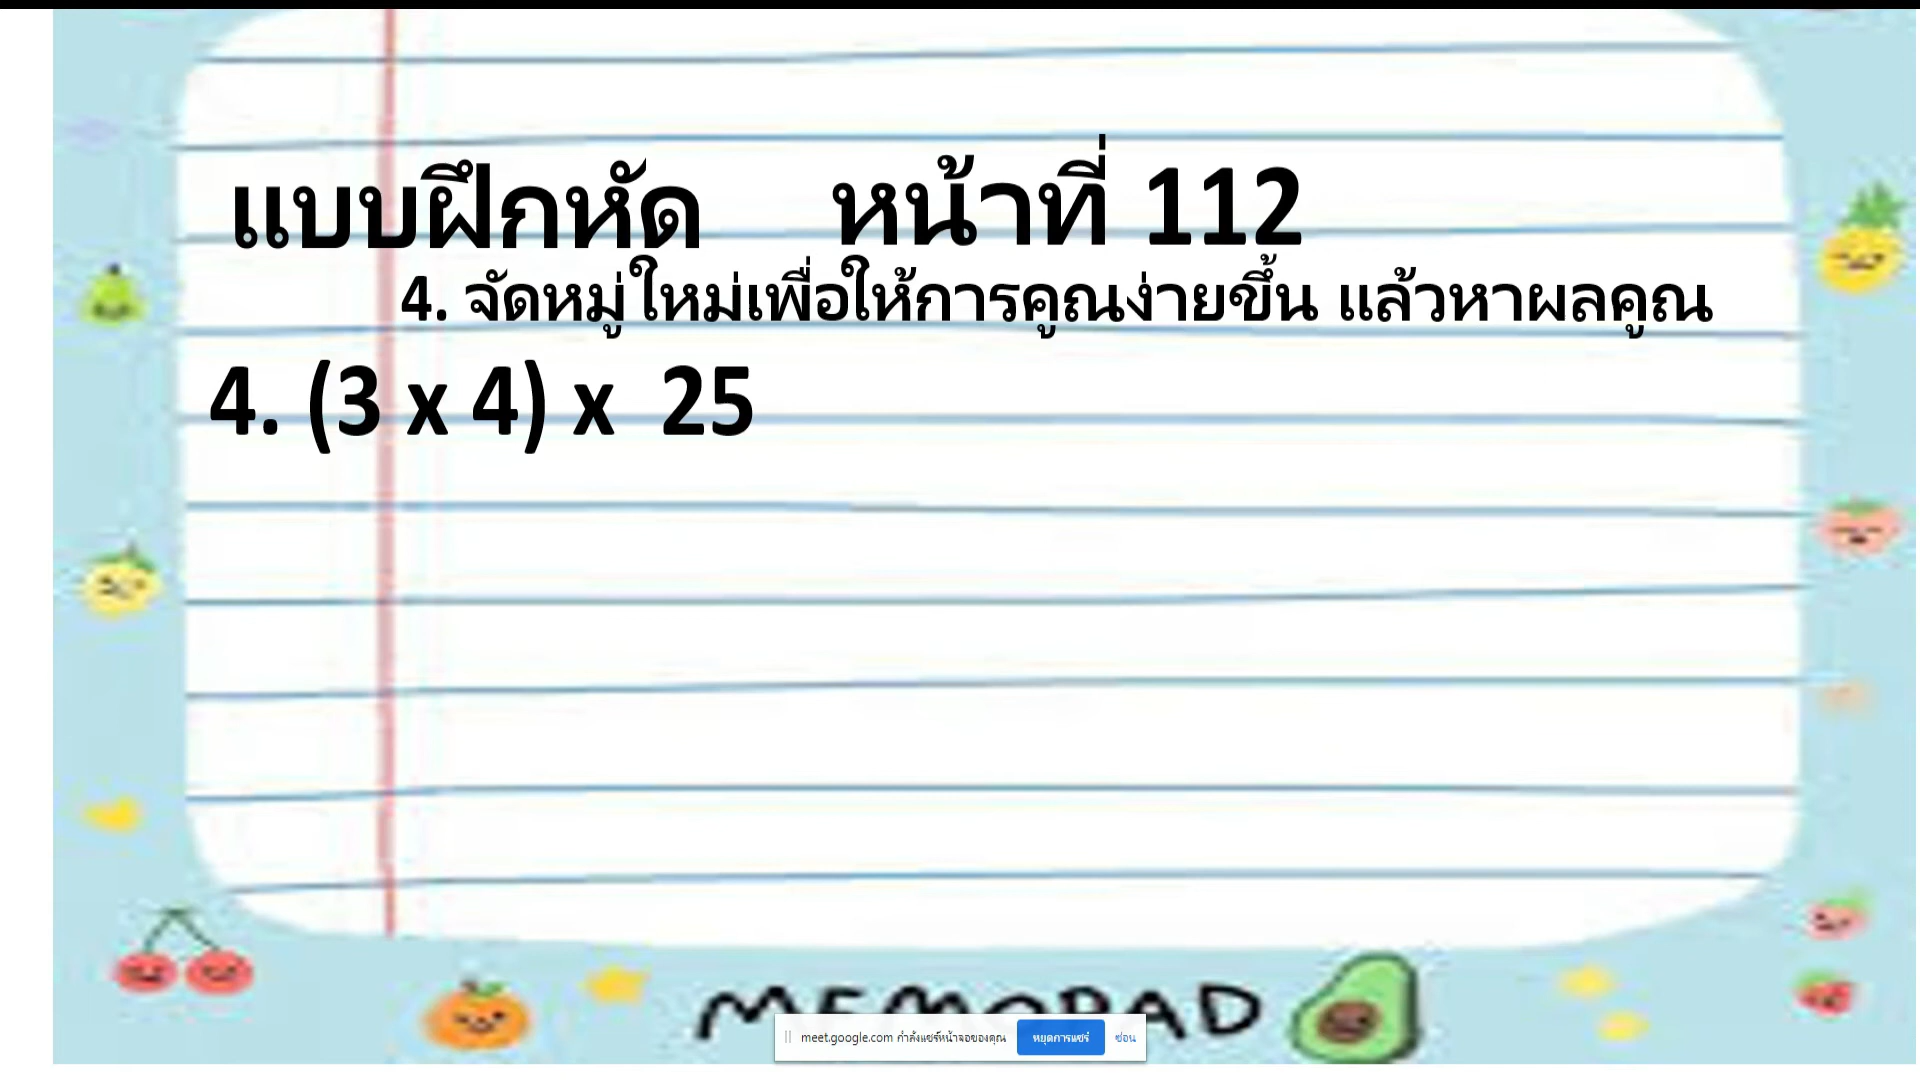 แบบฝึกหัด หน้าที่ 112
4. จัดหมู่ใหม่เพื่อให้การคูณง่ายขึ้น แล้วหาผลคูณ
4. (3 x 4) x 25
MEMOPAD
meet.google.com กำลังแชร์หน้าจอของคุณ หยุดการแชร์ ซ่อน